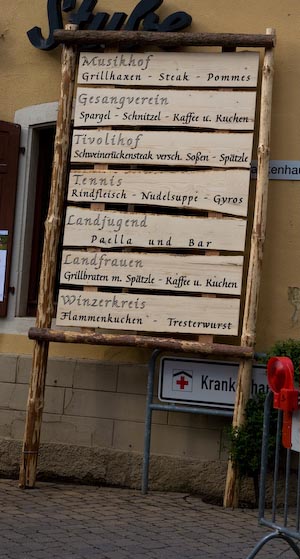 Stube
Musikhof
Grillhaxen - Steak - Pommes
Gesangverein
Spargel - Schnitzel - Kaffee u. Kuchen
Tivolihof
Schweinerückensteak versch. Soßen - Spätzle
Tennis
Rindfleisch - Nudelsuppe - Gyros
Landjugend
Paella und Bar
Landfrauen
Grillbraten m. Spätzle - Kaffee u. Kuchen
Winzerkreis
Flammenkuchen - Tresterwurst